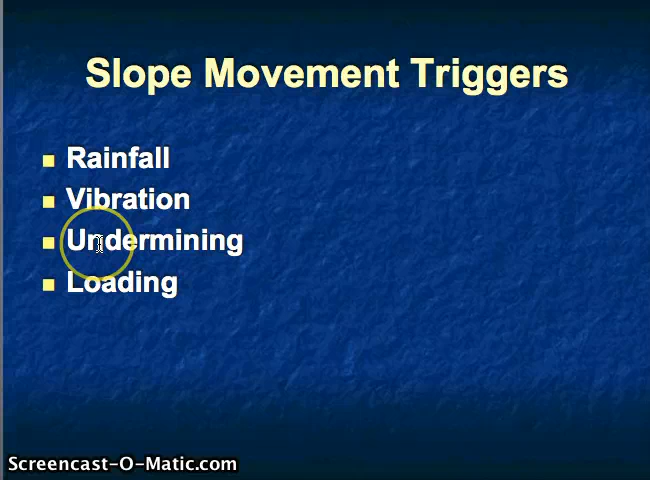 Slope Movement Triggers
Rainfall
Vibration
Undermining
Loading
Screencast-O-Matic.com